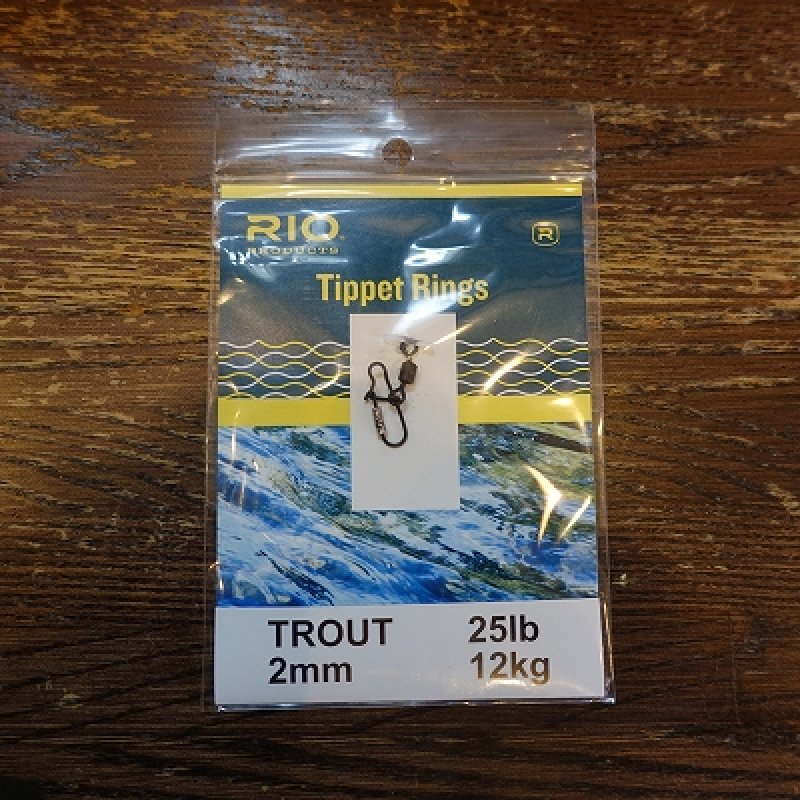 RIO
PRODUCTS
R
Tippet Rings
TROUT 25lb
2mm 12kg